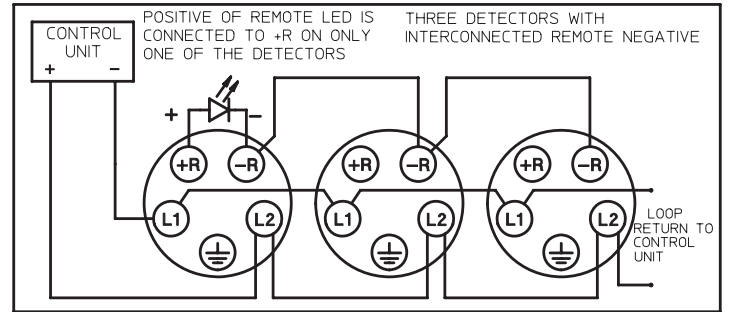 POSITIVE OF REMOTE LED IS
CONNECTED TO +R ON ONLY
ONE OF THE DETECTORS
THREE DETECTORS WITH
INTERCONNECTED REMOTE NEGATIVE
CONTROL
UNIT
+ −
+ −
+R −R +R −R +R −R
L1 L2 L1 L2 L1 L2
LOOP
RETURN TO
CONTROL
UNIT